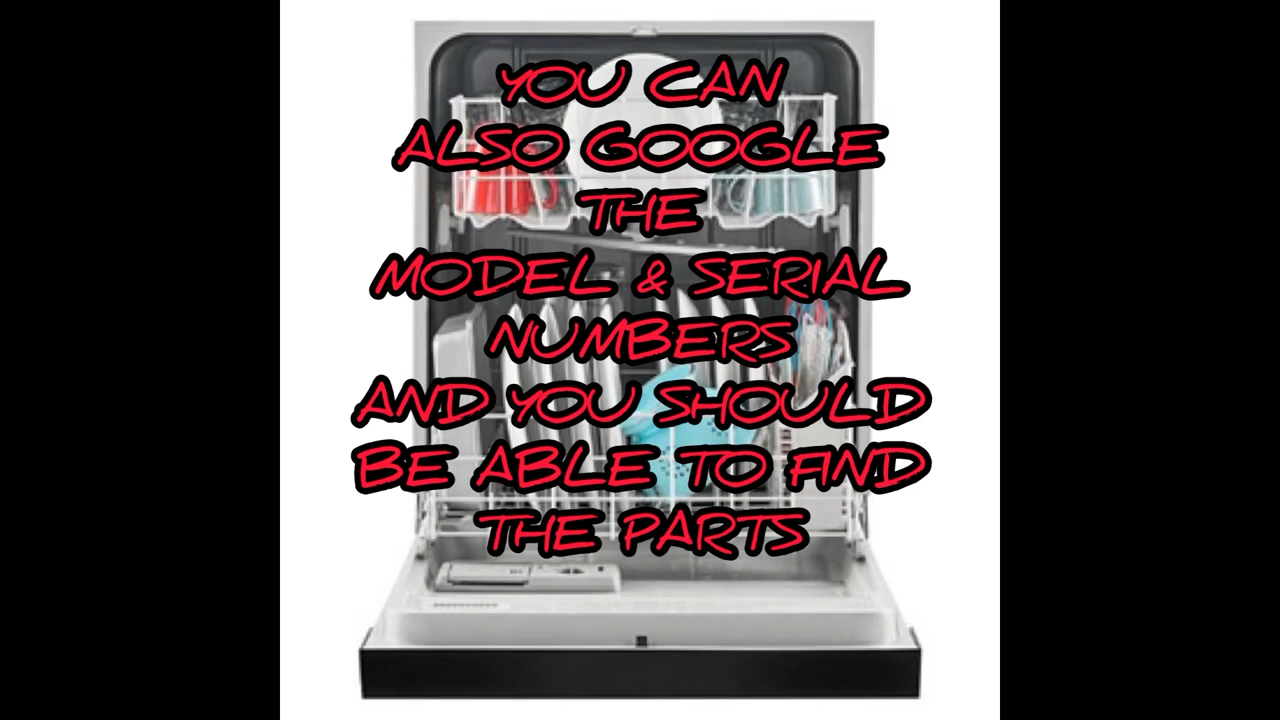 YOU CAN
ALSO GOOGLE
THE
MODEL & SERIAL
NUMBERS
AND YOU SHOULD
BE ABLE TO FIND
THE PARTS